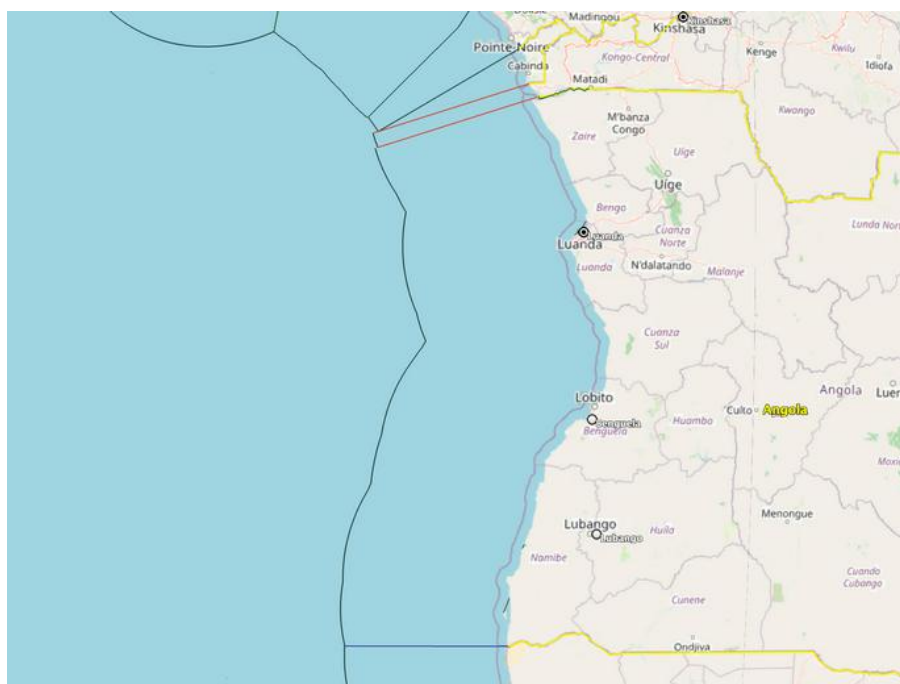 Madingou
Kinshasa
Kinshasa
Pointe-Noire
Kenge
Kwilu
Idiofa
Kongo-Central
Cabinda
Matadi
Kwango
M'banza
Congo
Zaire
Uíge
Uíge
Bengo
Lunda Nor
Luanda
Luanda
Cuanza
Norte
N'dalatando
Luanda
Malanje
Cuanza
Sul
Angola
Lobito
Cuito
Angola
Benguela
Benguela
Huambo
Menongue
Lubango
Lubango
Huíla
Namibe
Cuando
Cubango
Cunene
Ondjiva